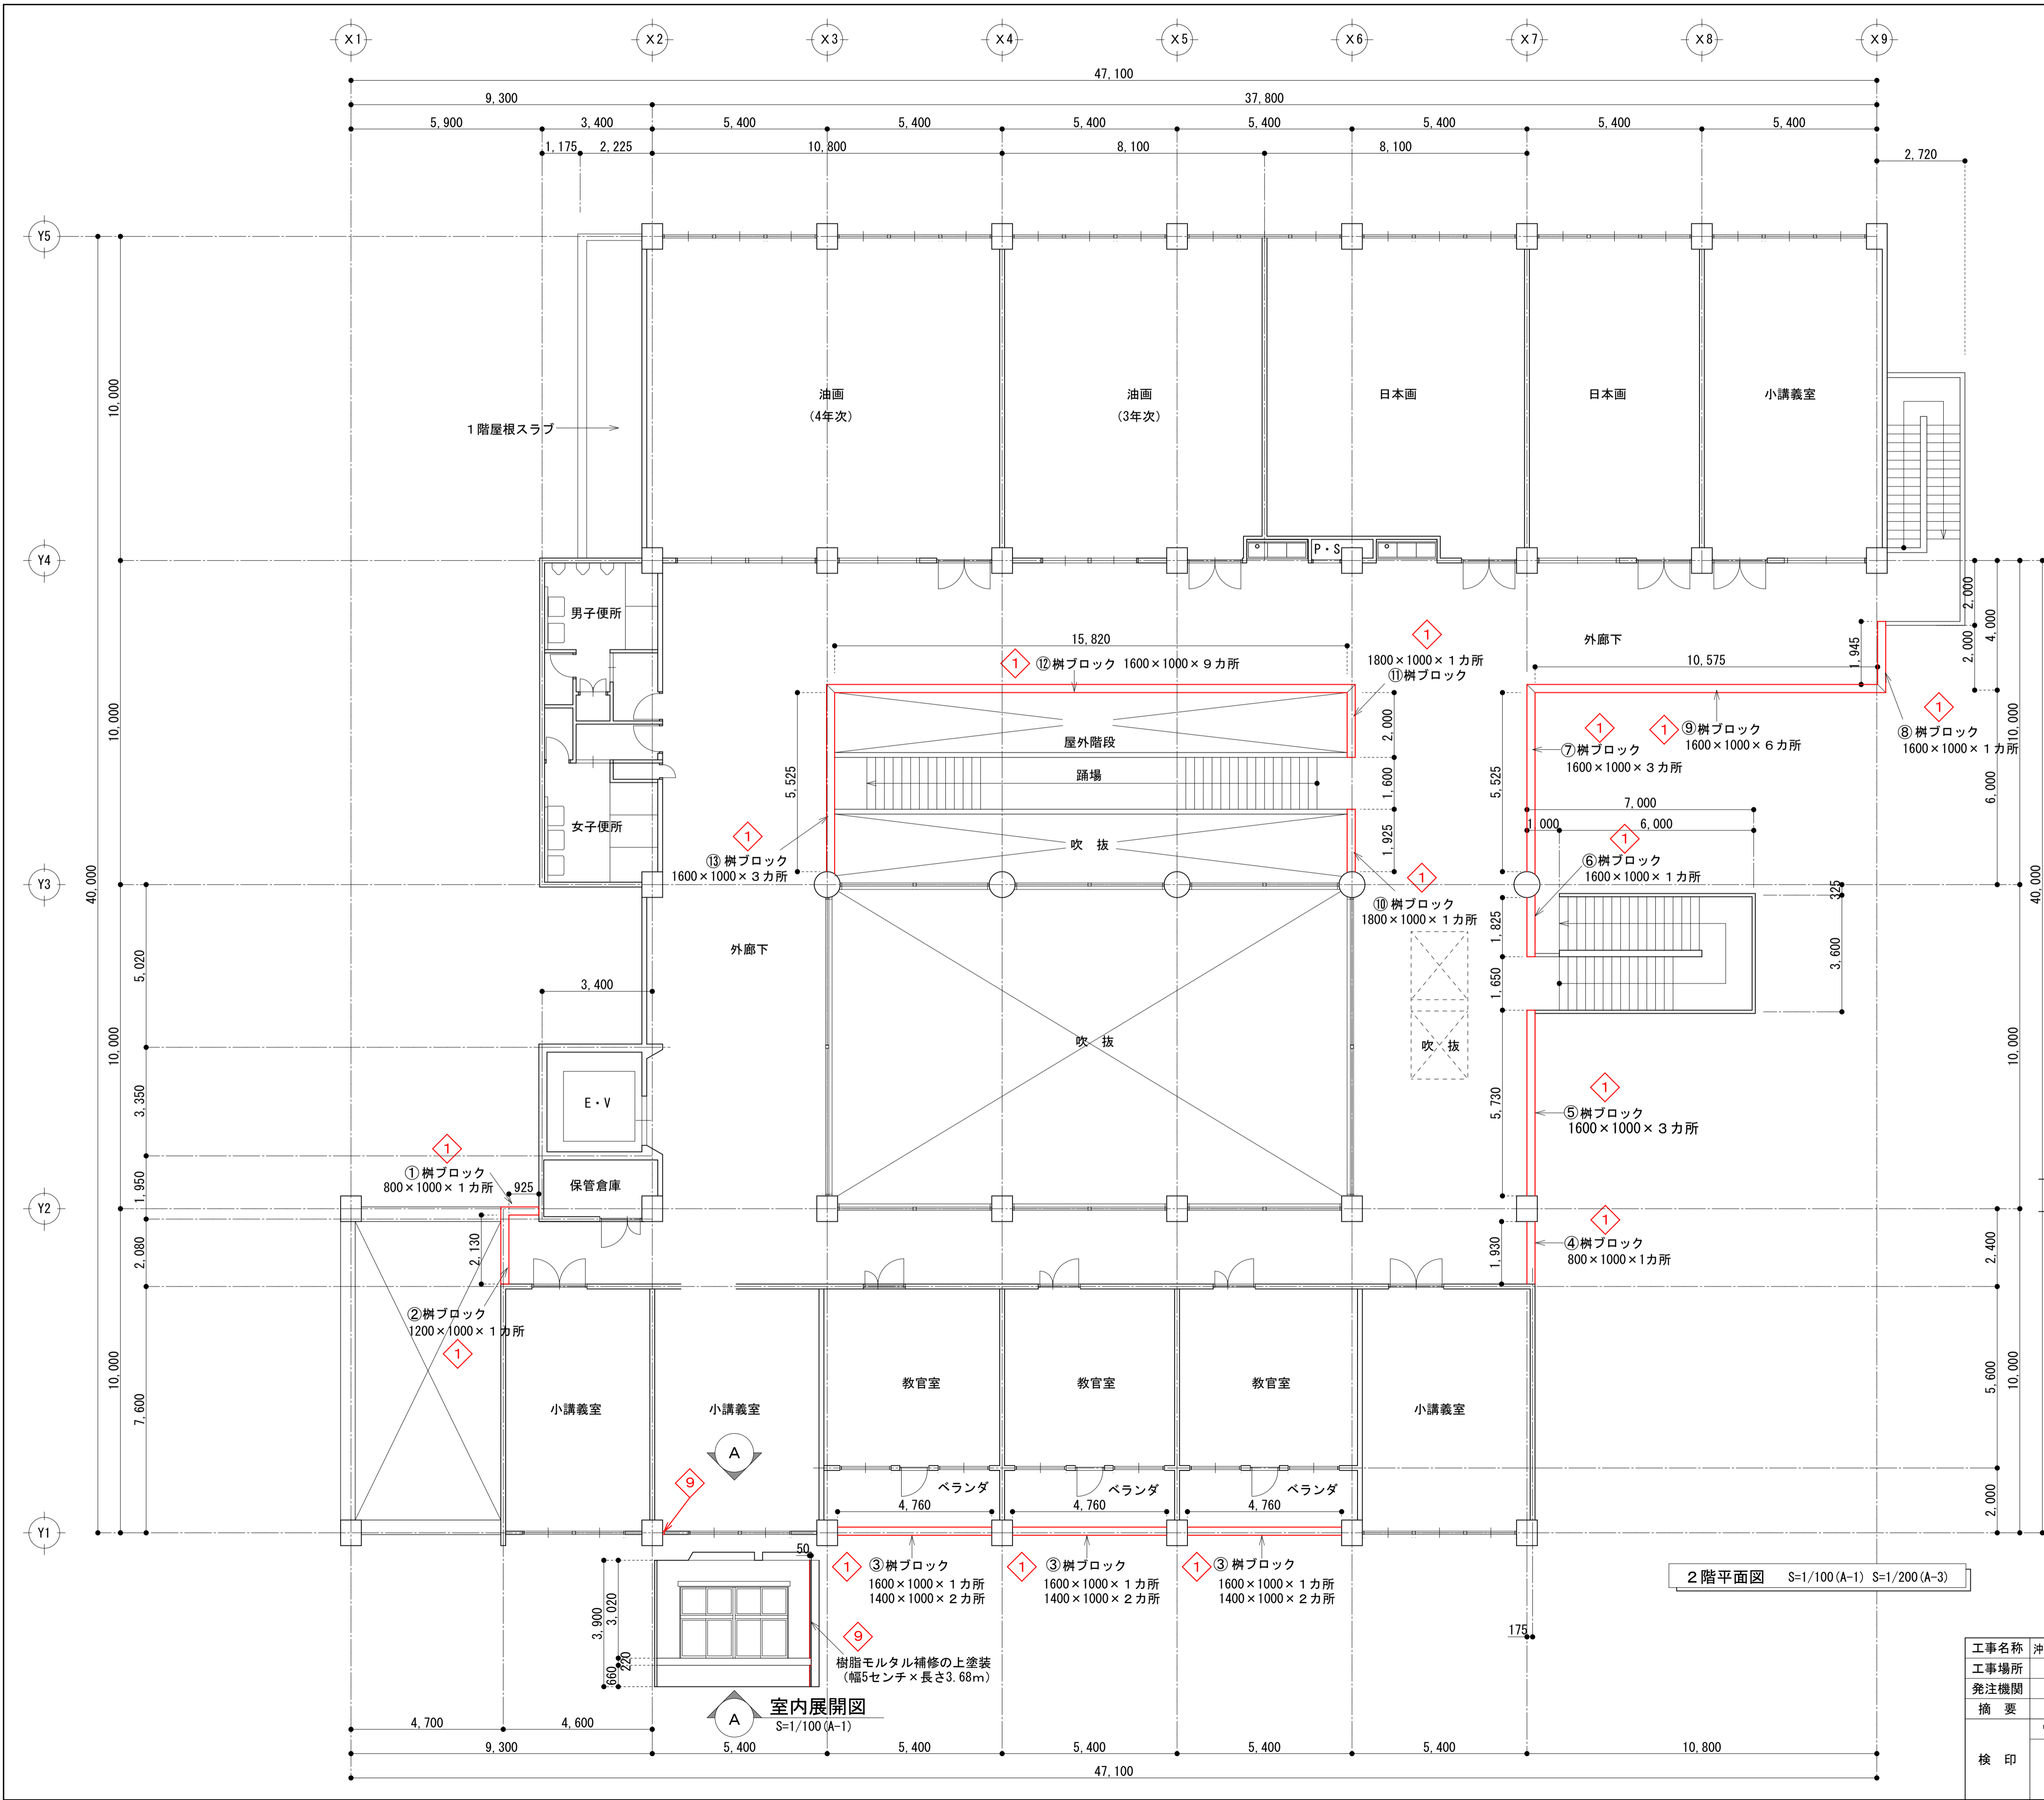 X1
X2
X3
X4
X5
X6
X7
X8
X9
47,100
9,300
37,800
5,900
3,400
5,400
5,400
5,400
5,400
5,400
5,400
5,400
1,175
2,225
10,800
8,100
8,100
2,720
Y5
10,000
油画
(4年次)
油画
(3年次)
日本画
日本画
小講義室
1階屋根スラブ
P・S
Y4
男子便所
外廊下
2,000
4,000
2,000
1,945
15,820
1
⑫桝ブロック 1600×1000×9カ所
1
1800×1000×1カ所
⑪桝ブロック
10,575
10,000
屋外階段
2,000
5,525
踊場
1,600
5,525
1
⑦桝ブロック
1600×1000×3カ所
1
⑨桝ブロック
1600×1000×6カ所
1
⑧桝ブロック
1600×1000×1カ所
10,000
6,000
7,000
1,000
6,000
女子便所
1
⑬桝ブロック
1600×1000×3カ所
吹 抜
1,925
1
⑥桝ブロック
1600×1000×1カ所
Y3
40,000
40,000
1
⑩桝ブロック
1800×1000×1カ所
325
外廊下
1,825
3,600
5,020
3,400
1,650
10,000
吹 抜
吹 抜
10,000
3,350
E・V
5,730
1
⑤桝ブロック
1600×1000×3カ所
1
①桝ブロック
800×1000×1カ所
925
1,950
保管倉庫
Y2
2,080
2,130
1,930
1
④桝ブロック
800×1000×1カ所
2,400
②桝ブロック
1200×1000×1カ所
1
10,000
7,600
小講義室
小講義室
教官室
教官室
教官室
小講義室
5,600
10,000
A
9
ベランダ
ベランダ
ベランダ
4,760
4,760
4,760
2,000
Y1
50
1
③桝ブロック
1600×1000×1カ所
1400×1000×2カ所
1
③桝ブロック
1600×1000×1カ所
1400×1000×2カ所
1
③桝ブロック
1600×1000×1カ所
1400×1000×2カ所
2階平面図 S=1/100(A-1) S=1/200(A-3)
3,900
3,020
220
660
9
樹脂モルタル補修の上塗装
(幅5センチ×長さ3.68m)
175
A
室内展開図
S=1/100(A-1)
4,700
4,600
9,300
5,400
5,400
5,400
5,400
5,400
10,800
47,100
工事名称 沖
工事場所
発注機関
摘 要
検 印